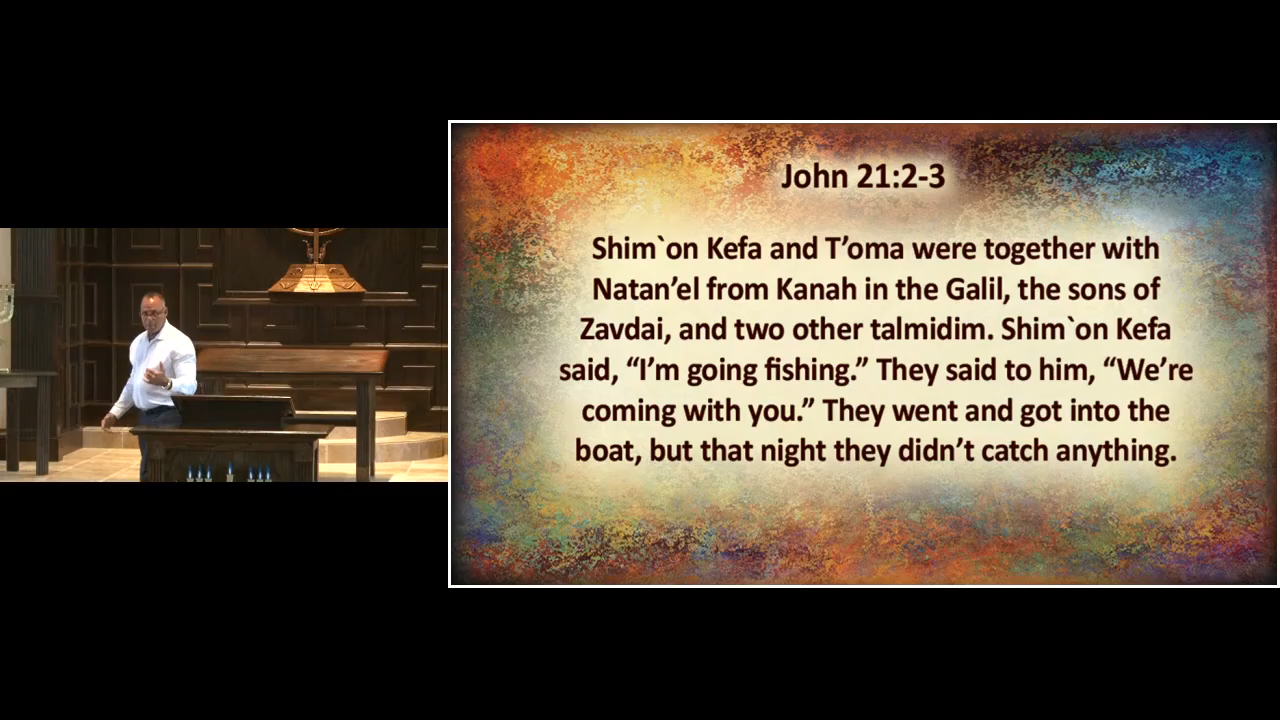 John 21:2-3
Shim`on Kefa and T’oma were together with
Natan’el from Kanah in the Galil, the sons of
Zavdai, and two other talmidim. Shim`on Kefa
said, “I’m going fishing.” They said to him, “We’re
coming with you.” They went and got into the
boat, but that night they didn’t catch anything.